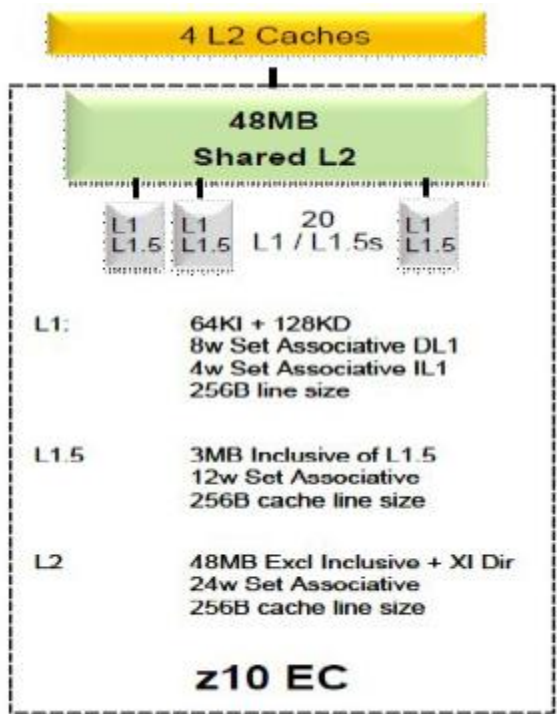 4 L2 Caches
48MB
Shared L2
L1
L1.5
L1
L1.5
20
L1 / L1.5s
L1
L1.5
L1: 64KI + 128KD
8w Set Associative DL1
4w Set Associative IL1
256B line size
L1.5 3MB Inclusive of L1.5
12w Set Associative
256B cache line size
L2 48MB Excl Inclusive + XI Dir
24w Set Associative
256B cache line size
z10 EC